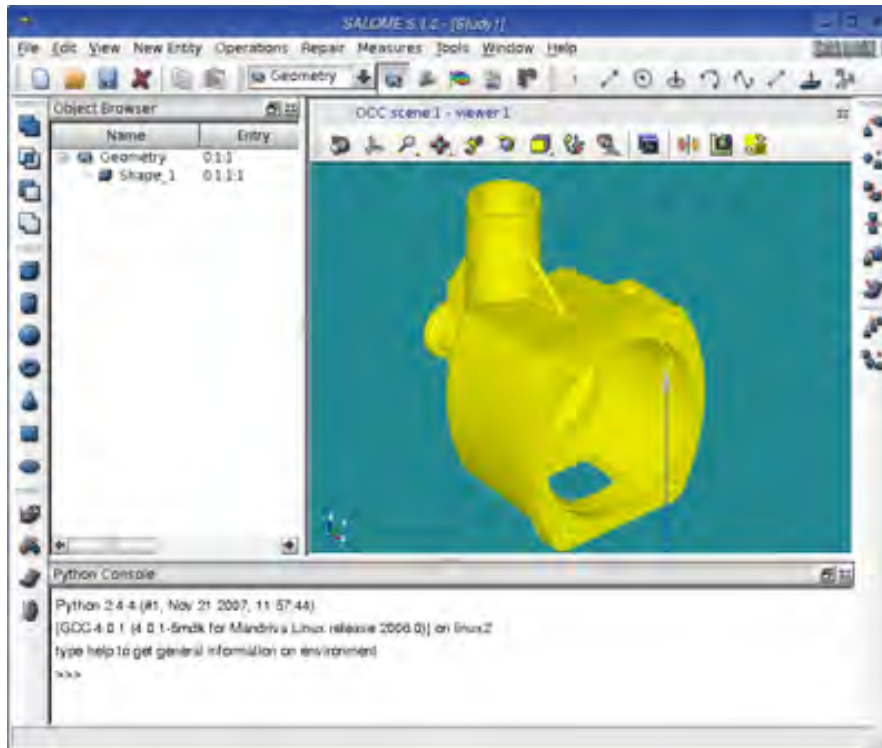 SALOME 5.1.2 - [Study1]
File Edit View New Entity Operations Repair Measures Tools Window Help
Geometry
Object Browser
OCC scene:1 - viewer:1
Name Entry
Geometry 0:1:1
Shape_1 0:1:1:1
Python Console
Python 2.4.4 (#1, Nov 21 2007, 11:57:44)
[GCC 4.0.1 (4.0.1-5mdk for Mandriva Linux release 2006.0)] on linux2
type help to get general information on environment
>>>